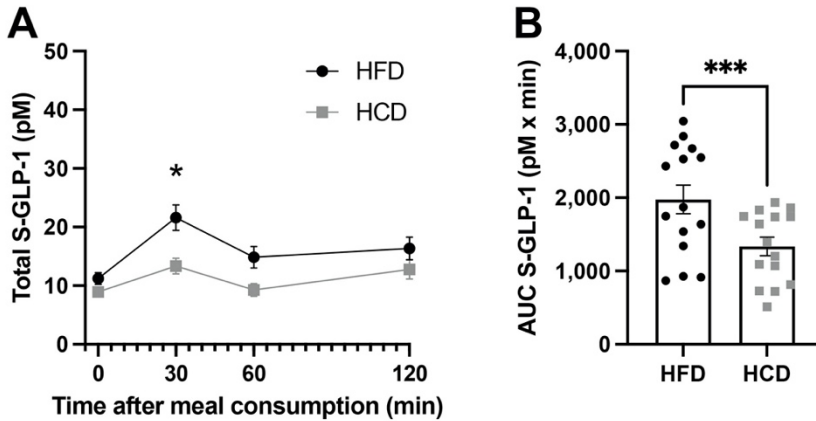 A
Total S-GLP-1 (pM)
50
40
30
20
10
0
HFD
HCD
*
0 30 60 120
Time after meal consumption (min)
B
AUC S-GLP-1 (pM x min)
4,000
3,000
2,000
1,000
0
***
HFD HCD